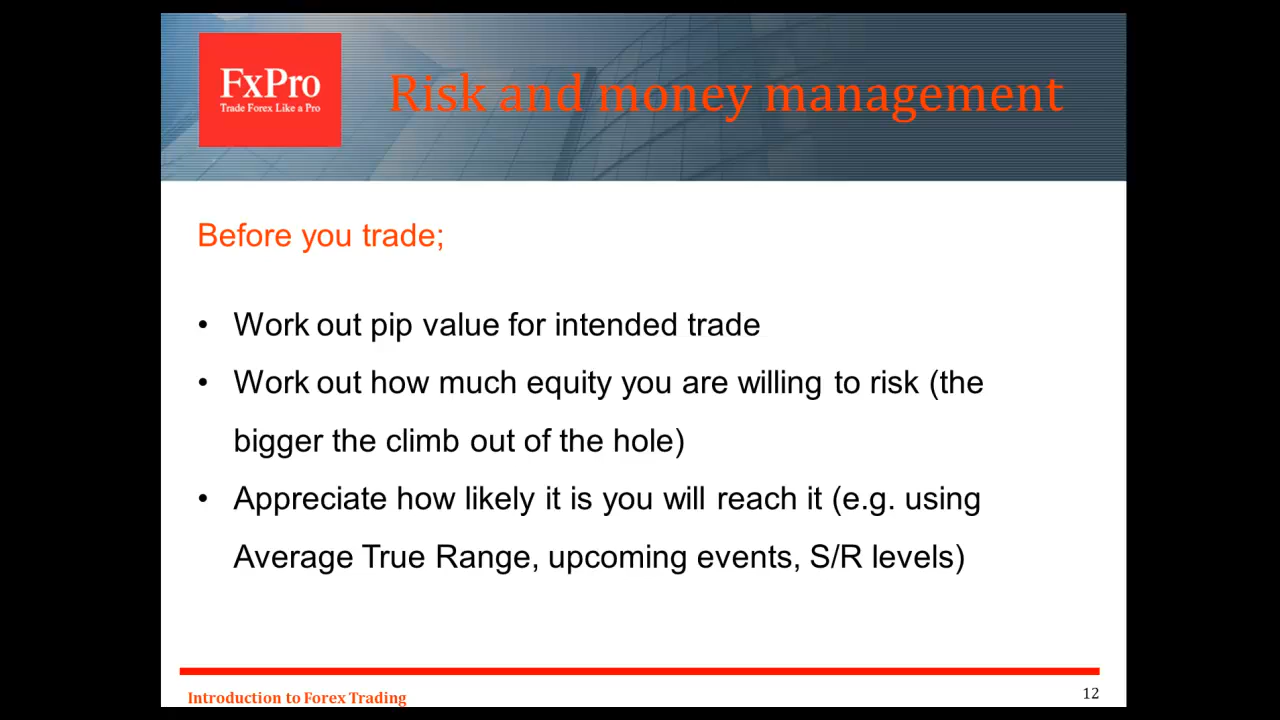 FxPro
Trade Forex Like a Pro
Risk and money management
Before you trade;
• Work out pip value for intended trade
• Work out how much equity you are willing to risk (the
bigger the climb out of the hole)
• Appreciate how likely it is you will reach it (e.g. using
Average True Range, upcoming events, S/R levels)
Introduction to Forex Trading
12